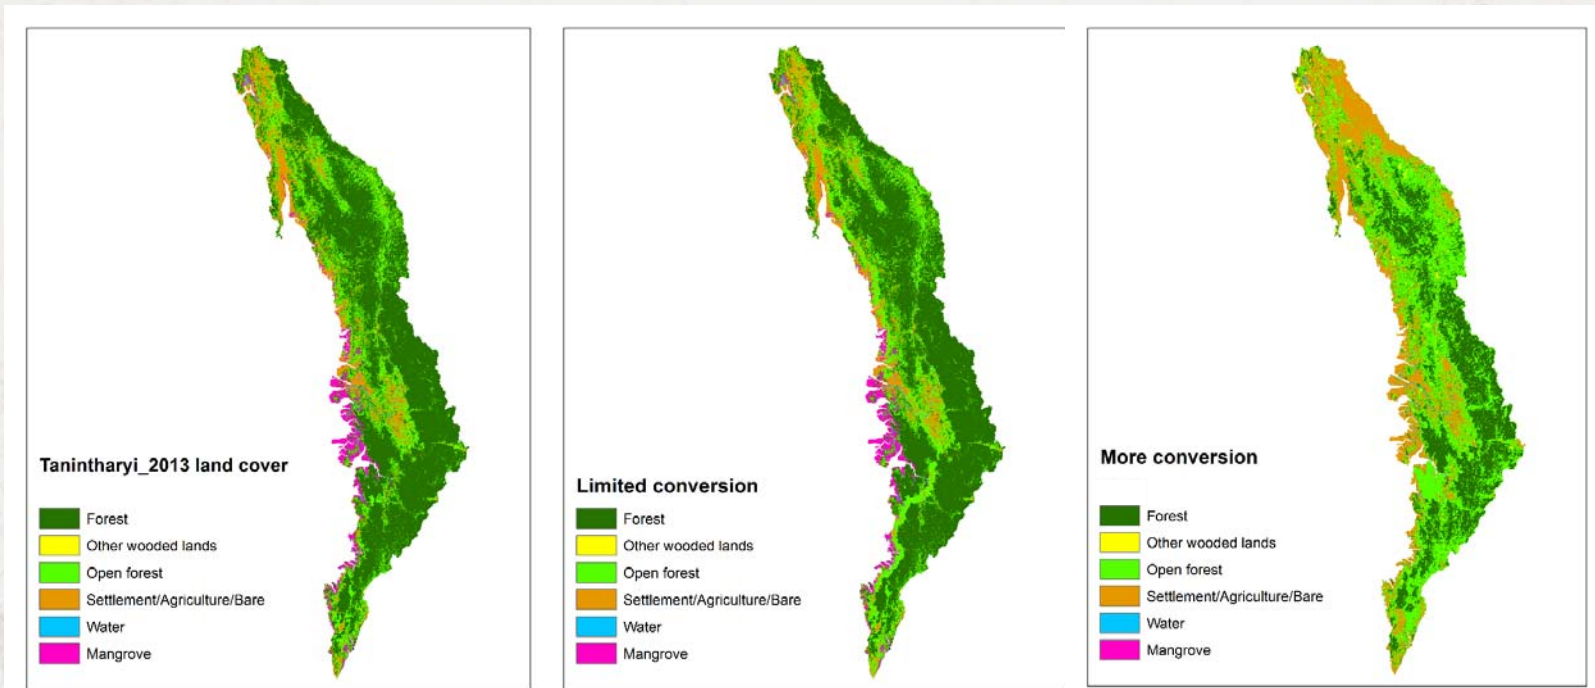 Tanintharyi_2013 land cover
Forest
Other wooded lands
Open forest
Settlement/Agriculture/Bare
Water
Mangrove
Limited conversion
Forest
Other wooded lands
Open forest
Settlement/Agriculture/Bare
Water
Mangrove
More conversion
Forest
Other wooded lands
Open forest
Settlement/Agriculture/Bare
Water
Mangrove